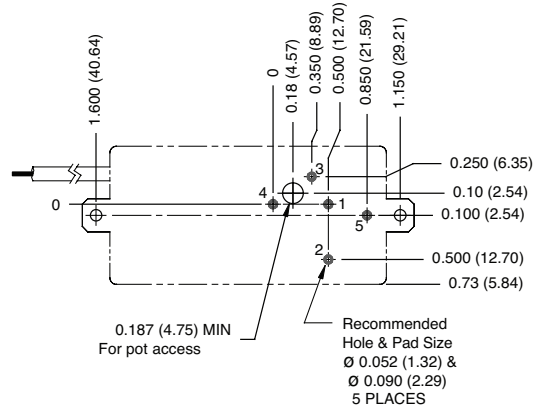 1.600 (40.64)
0
0.18 (4.57)
0.350 (8.89)
0.500 (12.70)
0.850 (21.59)
1.150 (29.21)
3
0.250 (6.35)
4
0.10 (2.54)
0
1
5
0.100 (2.54)
2
0.500 (12.70)
0.73 (5.84)
0.187 (4.75) MIN
For pot access
Recommended
Hole & Pad Size
Ø 0.052 (1.32) &
Ø 0.090 (2.29)
5 PLACES